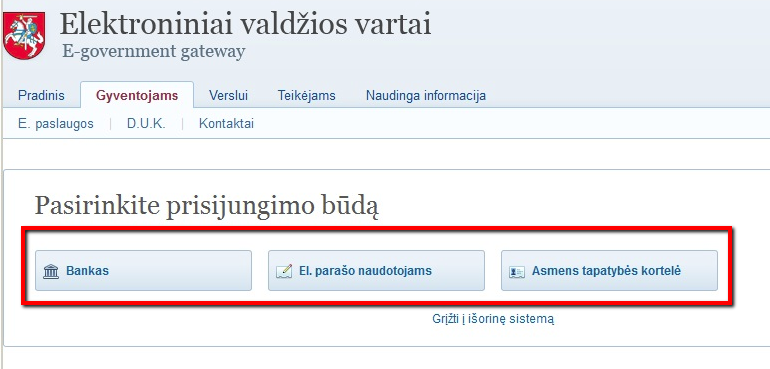 Elektroniniai valdžios vartai
E-government gateway
Pradinis Gyventojams Verslui Teikėjams Naudinga informacija
E. paslaugos D.U.K. Kontaktai
Pasirinkite prisijungimo būdą
Bankas El. parašo naudotojams Asmens tapatybės kortelė
Grįžti į išorinę sistemą